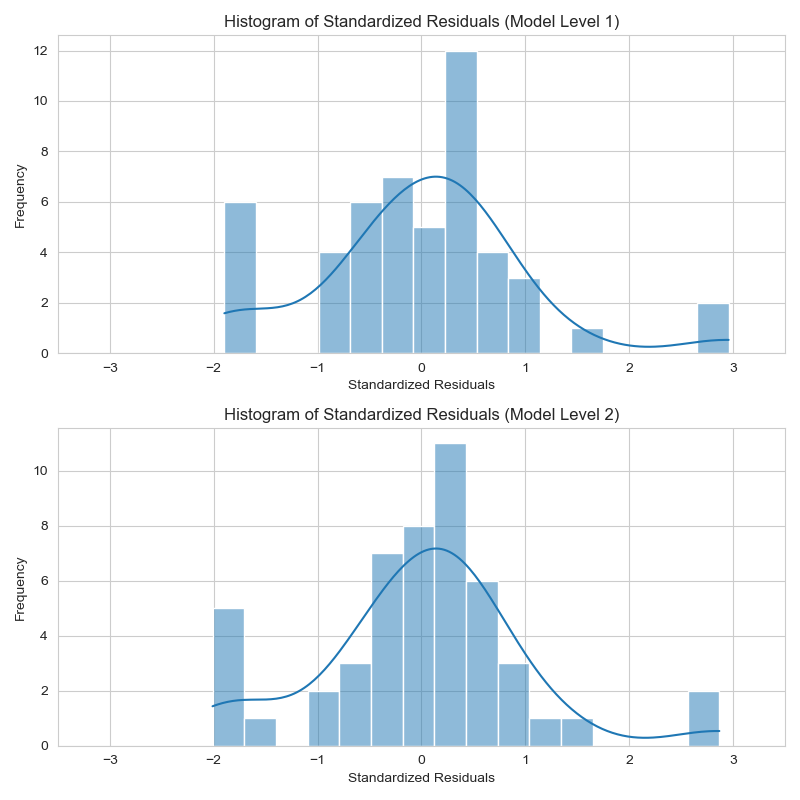 Histogram of Standardized Residuals (Model Level 1)
12
10
8
6
4
2
0
Frequency
−3 −2 −1 0 1 2 3
Standardized Residuals
Histogram of Standardized Residuals (Model Level 2)
10
8
6
4
2
0
Frequency
−3 −2 −1 0 1 2 3
Standardized Residuals